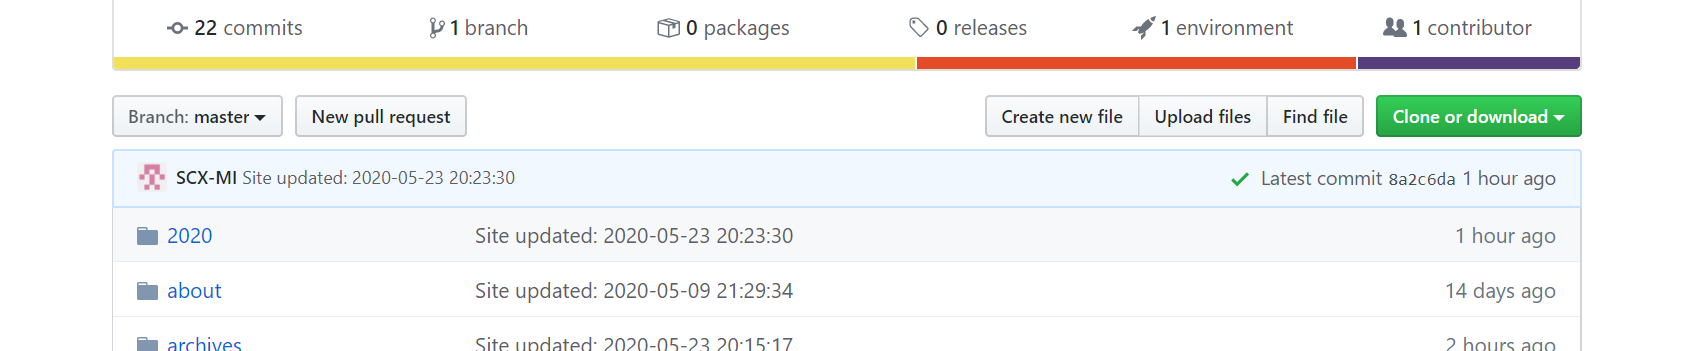 22 commits 1 branch 0 packages 0 releases 1 environment 1 contributor
Branch: master New pull request Create new file Upload files Find file Clone or download
SCX-MI Site updated: 2020-05-23 20:23:30 Latest commit 8a2c6da 1 hour ago
2020 Site updated: 2020-05-23 20:23:30 1 hour ago
about Site updated: 2020-05-09 21:29:34 14 days ago
archives Site updated: 2020-05-23 20:15:17 2 hours ago